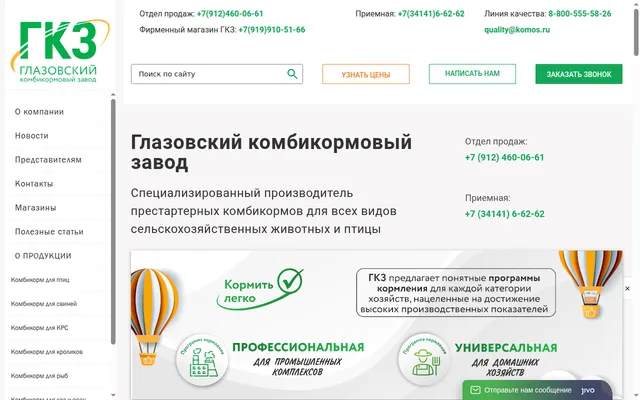 ГКЗ
ГЛАЗОВСКИЙ
комбикормовый завод
О компании
Новости
Представителям
Контакты
Магазины
Полезные статьи
О ПРОДУКЦИИ
Комбикорм для птиц
Комбикорм для свиней
Комбикорм для КРС
Комбикорм для кроликов
Комбикорм для рыб
Отдел продаж: +7(912)460-06-61
Фирменный магазин ГКЗ: +7(919)910-51-66
Приемная: +7(34141)6-62-62
Линия качества: 8-800-555-58-26
quality@komos.ru
Поиск по сайту
УЗНАТЬ ЦЕНЫ
НАПИСАТЬ НАМ
ЗАКАЗАТЬ ЗВОНОК
Глазовский комбикормовый
завод
Специализированный производитель
престартерных комбикормов для всех видов
сельскохозяйственных животных и птицы
Отдел продаж:
+7 (912) 460-06-61
Приемная:
+7 (34141) 6-62-62
Кормить
легко
ГКЗ предлагает понятные программы
кормления для каждой категории
хозяйств, нацеленные на достижение
высоких производственных показателей
Программа кормления
ПРОФЕССИОНАЛЬНАЯ
ДЛЯ ПРОМЫШЛЕННЫХ
КОМПЛЕКСОВ
Программа кормления
УНИВЕРСАЛЬНАЯ
ДЛЯ ДОМАШНИХ
ХОЗЯЙСТВ
Отправьте нам сообщение
jivo